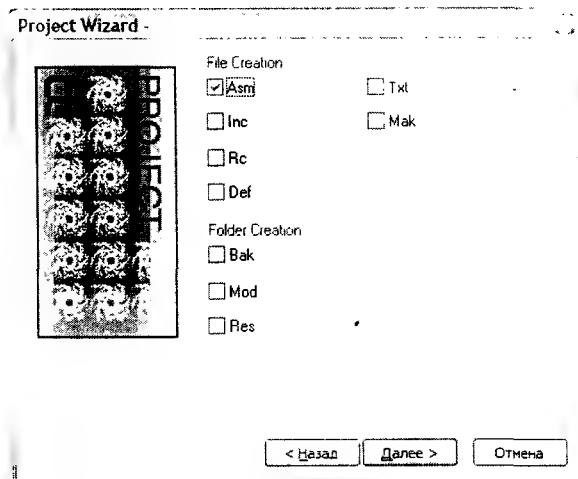 Project Wizard -
PROJECT
File Creation
Asm
Txt
Inc
Mak
Rc
Def
Folder Creation
Bak
Mod
Res
< Назад
Далее >
Отмена